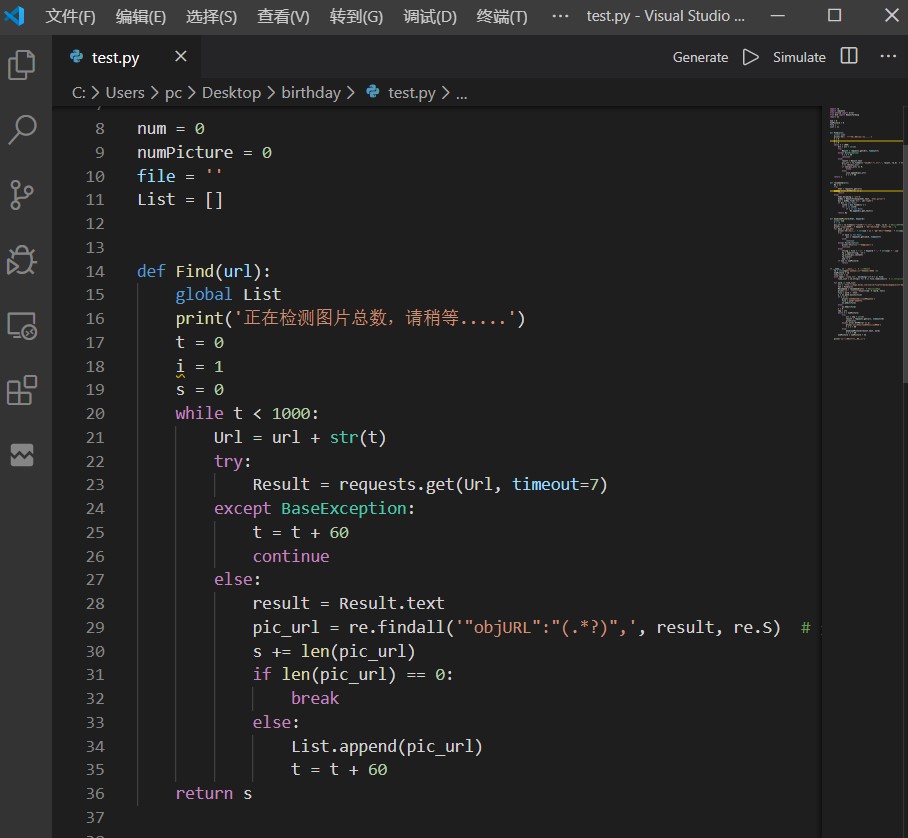 文件(F) 编辑(E) 选择(S) 查看(V) 转到(G) 调试(D) 终端(T) ··· test.py - Visual Studio ...
test.py Generate Simulate ···
C: > Users > pc > Desktop > birthday > test.py > ...
8 num = 0
9 numPicture = 0
10 file = ''
11 List = []
12
13
14 def Find(url):
15     global List
16     print('正在检测图片总数，请稍等.....')
17     t = 0
18     i = 1
19     s = 0
20     while t < 1000:
21         Url = url + str(t)
22         try:
23             Result = requests.get(Url, timeout=7)
24         except BaseException:
25             t = t + 60
26             continue
27         else:
28             result = Result.text
29             pic_url = re.findall('"objURL":"(.*?)",', result, re.S)  #
30             s += len(pic_url)
31             if len(pic_url) == 0:
32                 break
33             else:
34                 List.append(pic_url)
35                 t = t + 60
36     return s
37